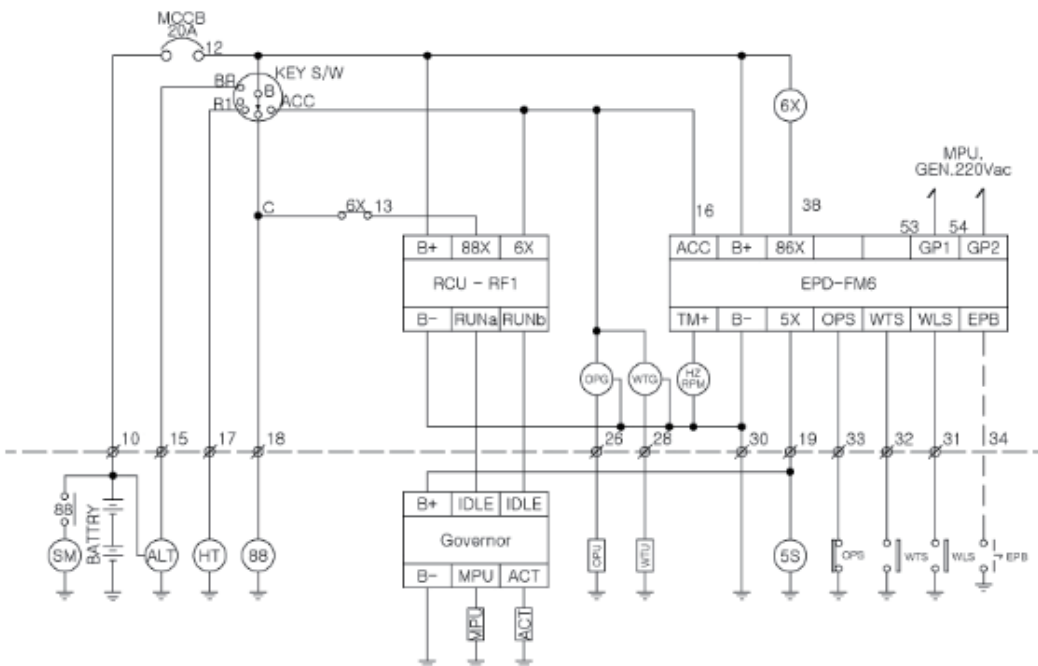 MCCB
20A
12
BR
KEY S/W
B
R1
ACC
6X
MPU,
GEN.220Vac
C
6X 13
16
38
53
54
B+ 88X 6X
RCU - RF1
B- RUNa RUNb
ACC B+ 86X GP1 GP2
EPD-FM6
TM+ B- 5X OPS WTS WLS EPB
OPG
WTG
HZ
RPM
10 15 17 18 26 28 30 19 33 32 31 34
88
BATTRY
SM
ALT
HT
88
B+ IDLE IDLE
Governor
B- MPU ACT
MPU
ACT
OPU
WTU
5S
OPS
WTS
WLS
EPB